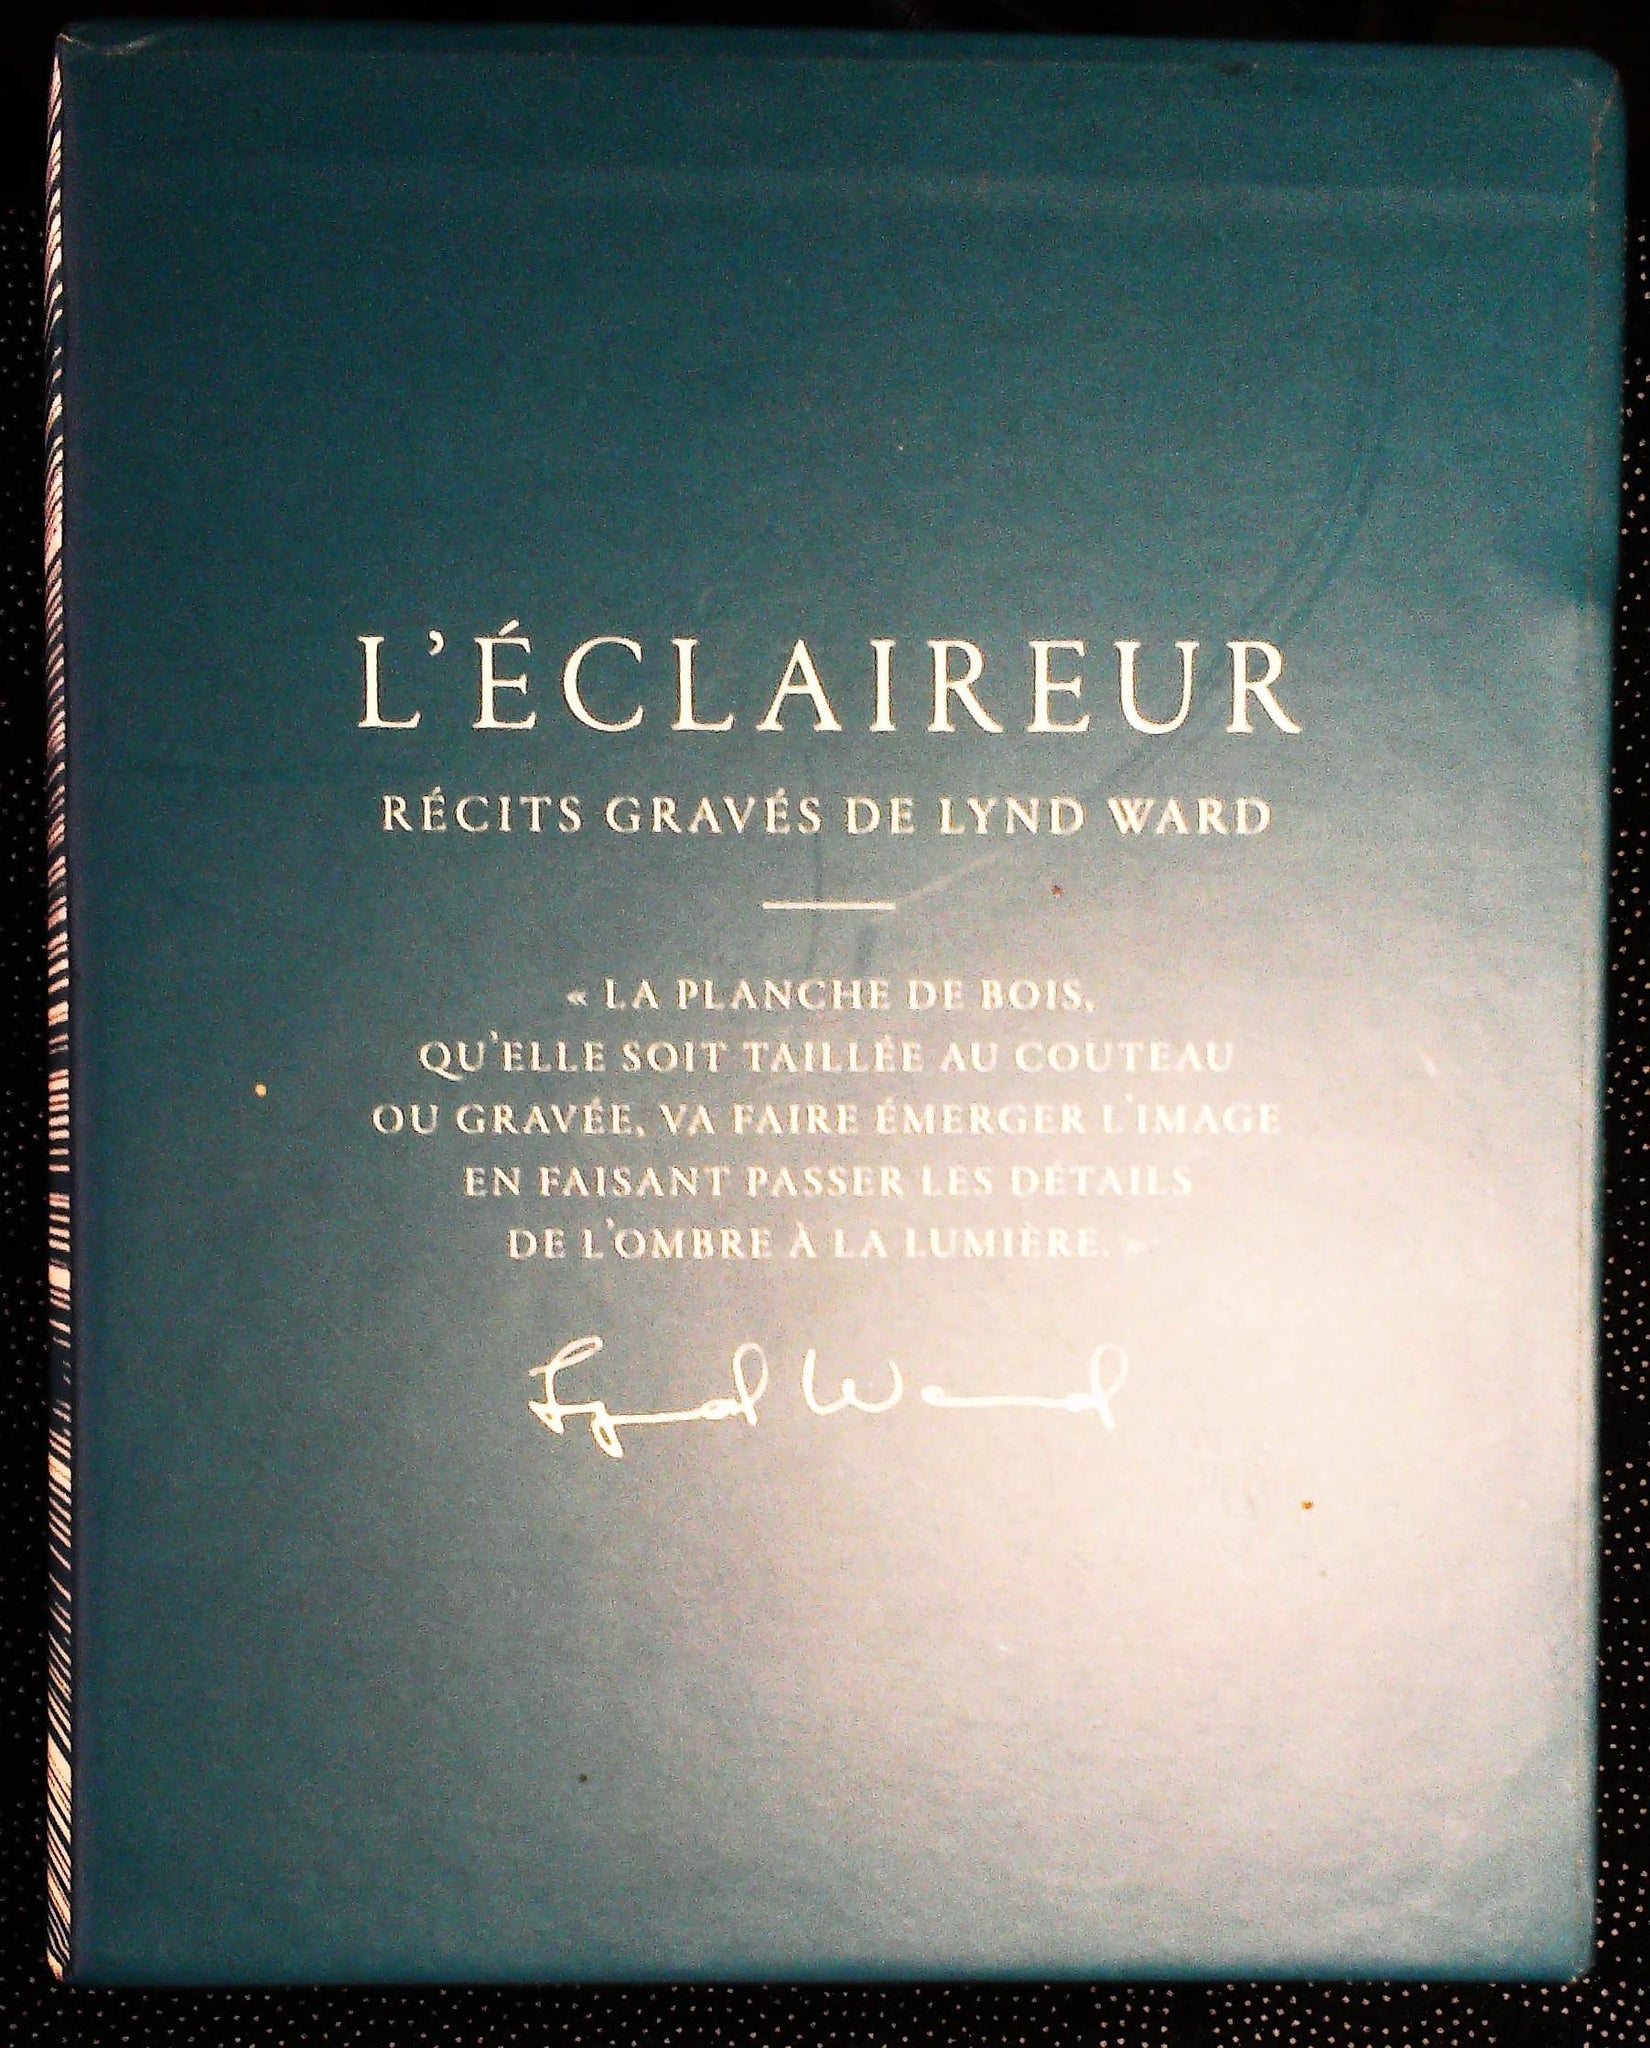 L'ÉCLAIREUR
RÉCITS GRAVÉS DE LYND WARD
« LA PLANCHE DE BOIS,
QU'ELLE SOIT TAILLÉE AU COUTEAU
OU GRAVÉE, VA FAIRE ÉMERGER L'IMAGE
EN FAISANT PASSER LES DÉTAILS
DE L'OMBRE À LA LUMIÈRE. »
Lynd Ward